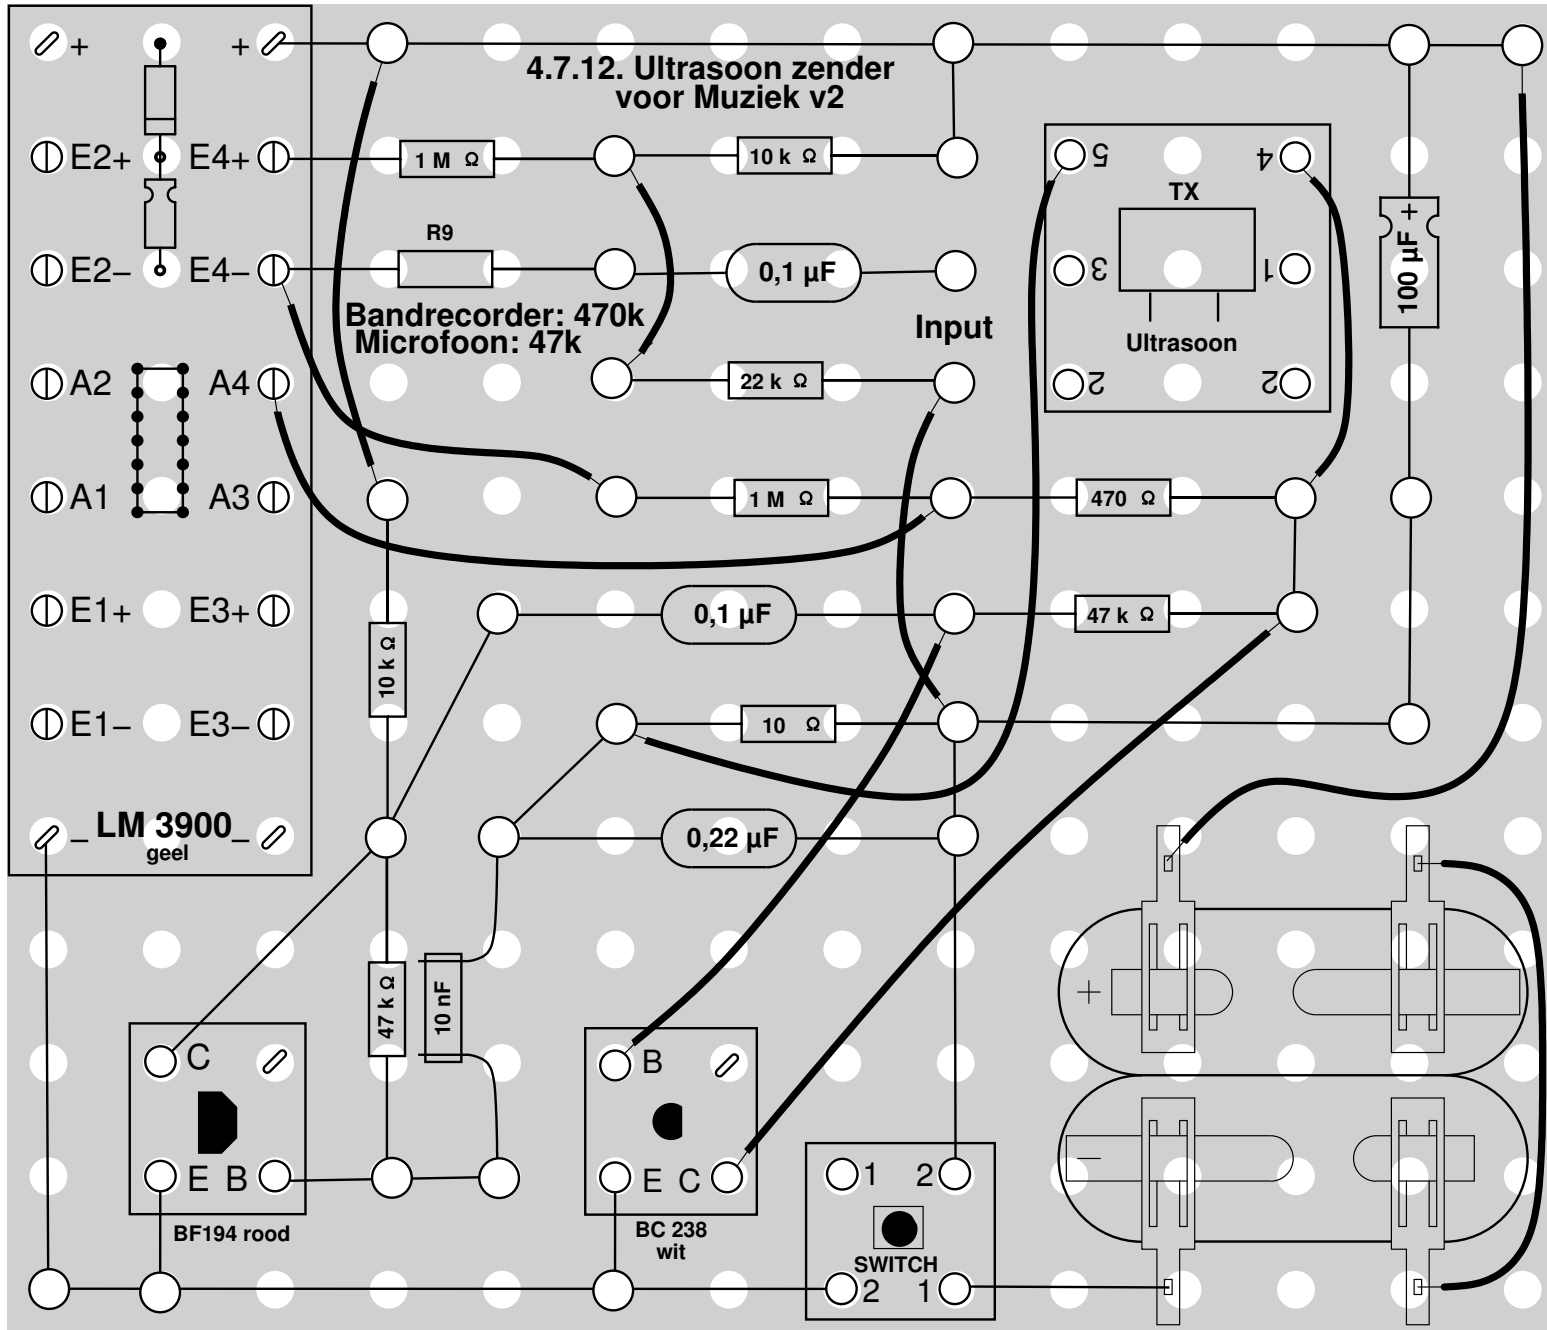 + +
4.7.12. Ultrasoon zender
voor Muziek v2
E2+ E4+
1 M Ω
10 k Ω
5
4
TX
E2– E4–
R9
0,1 µF
3
1
100 µF +
Bandrecorder: 470k
Microfoon: 47k
Input
Ultrasoon
A2 A4
22 k Ω
2
2
A1 A3
1 M Ω
470 Ω
E1+ E3+
0,1 µF
47 k Ω
10 k Ω
E1– E3–
10 Ω
– LM 3900 –
geel
0,22 µF
47 k Ω
10 nF
+
C
B
E B
E C
1 2
–
BF194 rood
BC 238
wit
SWITCH
2 1